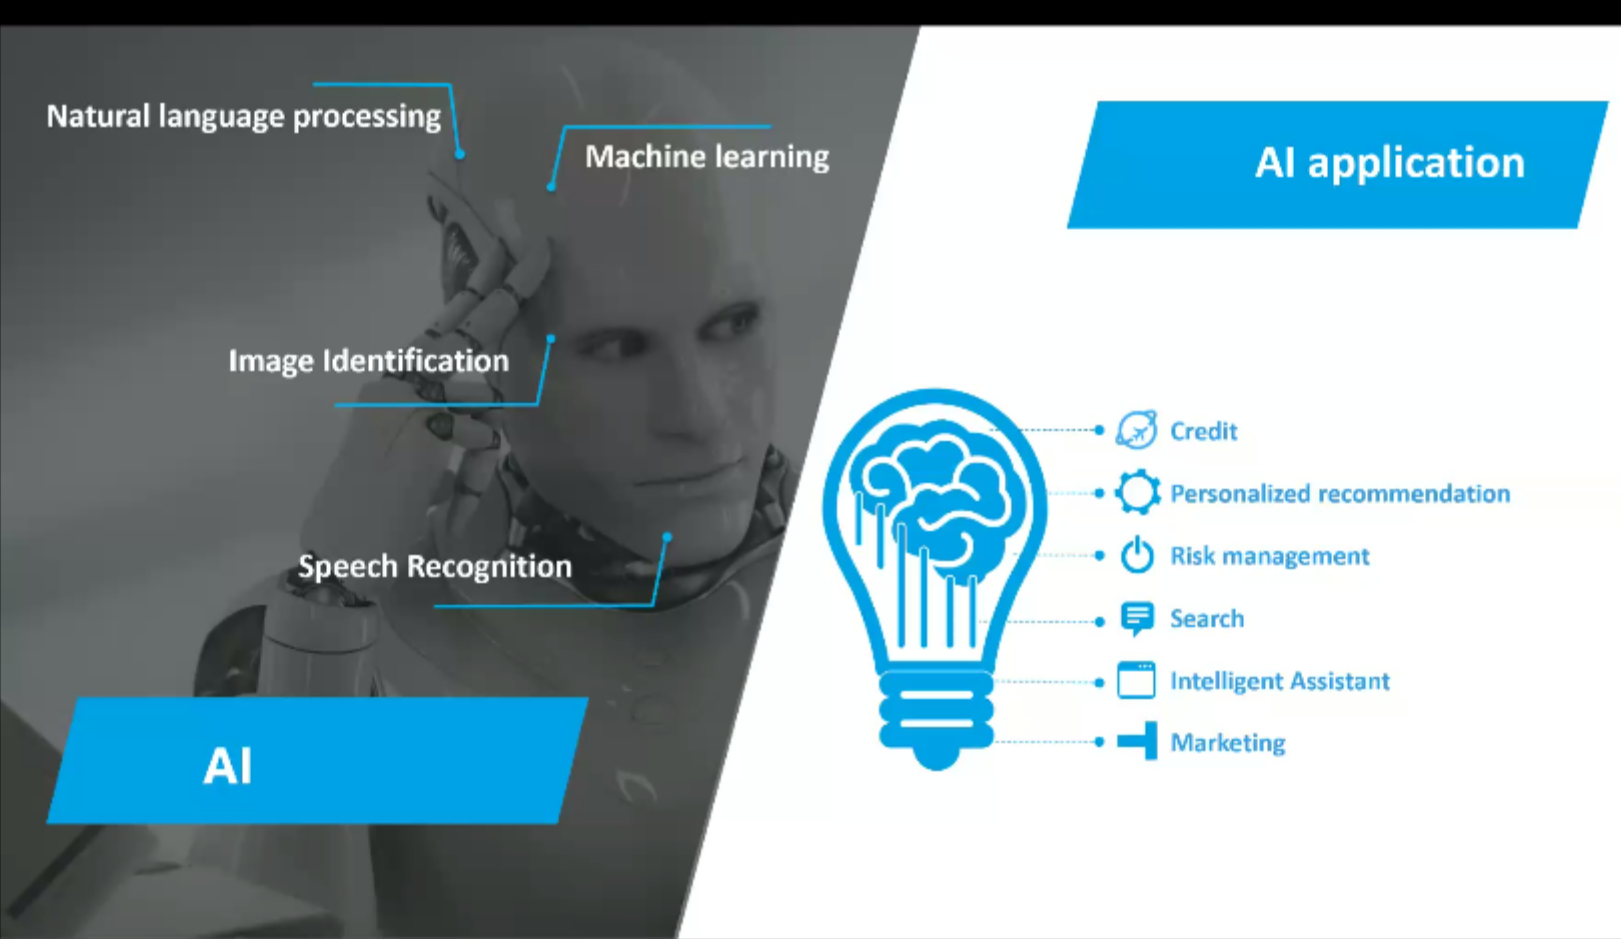 Natural language processing
Machine learning
Image Identification
Speech Recognition
AI
AI application
Credit
Personalized recommendation
Risk management
Search
Intelligent Assistant
Marketing